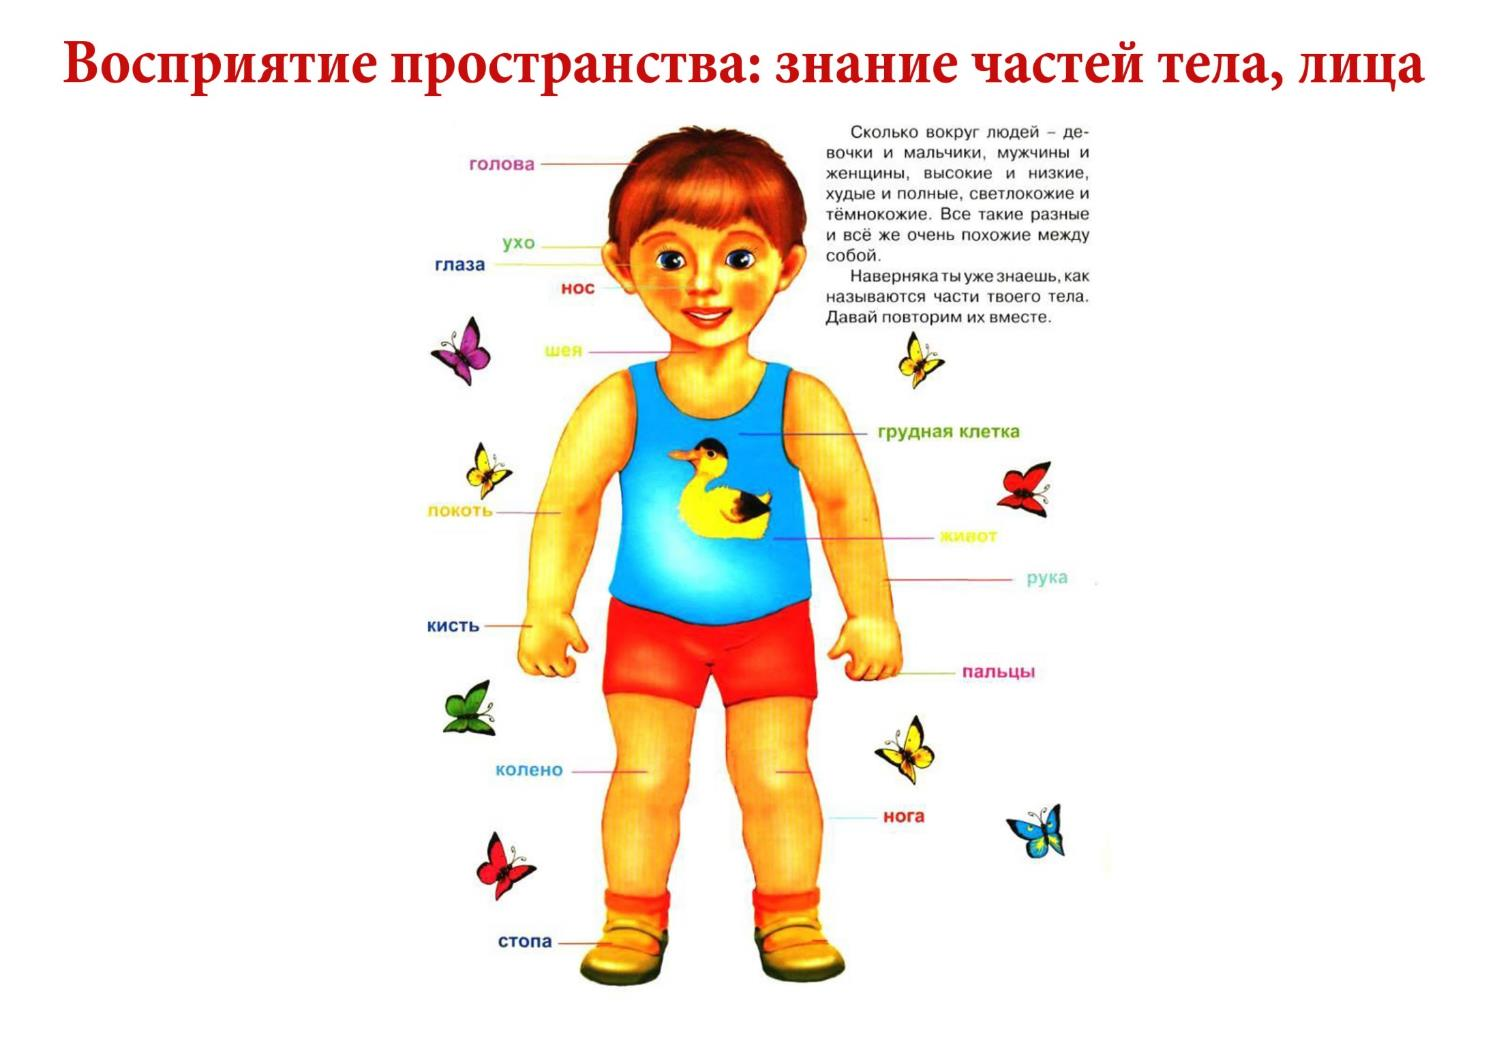 Восприятие пространства: знание частей тела, лица
Сколько вокруг людей – де-
вочки и мальчики, мужчины и
женщины, высокие и низкие,
худые и полные, светлокожие и
тёмнокожие. Все такие разные
и всё же очень похожие между
собой.
Наверняка ты уже знаешь, как
называются части твоего тела.
Давай повторим их вместе.
голова
ухо
глаза
нос
шея
грудная клетка
локоть
живот
рука
кисть
пальцы
колено
нога
стопа